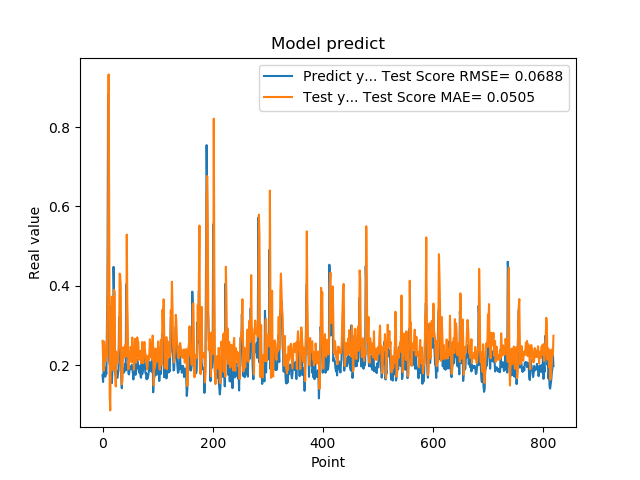 Model predict
Predict y... Test Score RMSE= 0.0688
Test y... Test Score MAE= 0.0505
Real value
0.8
0.6
0.4
0.2
0 200 400 600 800
Point